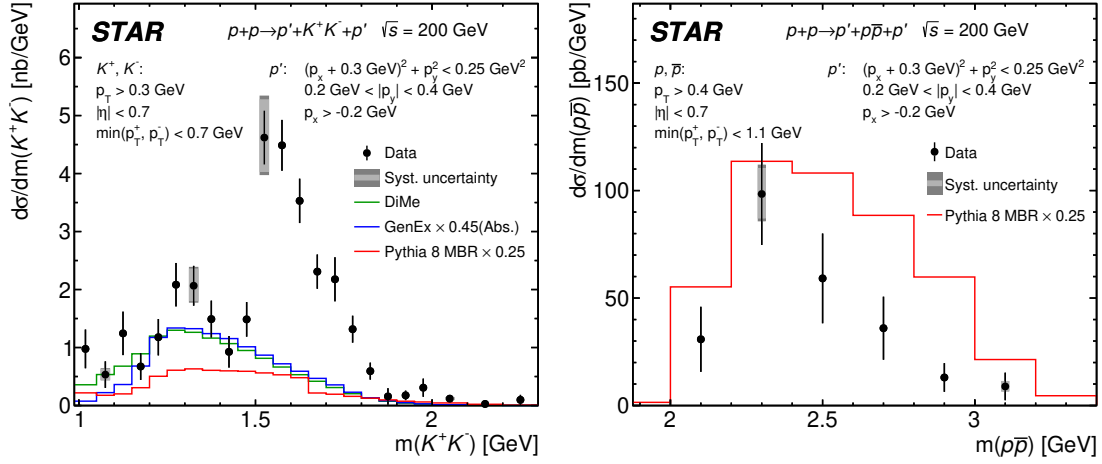 STAR
p+p→p′+K⁺K⁻+p′ √s = 200 GeV
K⁺, K⁻:
p_T > 0.3 GeV
|η| < 0.7
min(p_T⁺, p_T⁻) < 0.7 GeV
p′: (p_x + 0.3 GeV)² + p_y² < 0.25 GeV²
0.2 GeV < |p_y| < 0.4 GeV
p_x > -0.2 GeV
Data
Syst. uncertainty
DiMe
GenEx × 0.45(Abs.)
Pythia 8 MBR × 0.25
dσ/dm(K⁺K⁻) [nb/GeV]
6
5
4
3
2
1
0
1
1.5
2
m(K⁺K⁻) [GeV]
STAR
p+p→p′+pp̅+p′ √s = 200 GeV
p, p̅:
p_T > 0.4 GeV
|η| < 0.7
min(p_T⁺, p_T⁻) < 1.1 GeV
p′: (p_x + 0.3 GeV)² + p_y² < 0.25 GeV²
0.2 GeV < |p_y| < 0.4 GeV
p_x > -0.2 GeV
Data
Syst. uncertainty
Pythia 8 MBR × 0.25
dσ/dm(pp̅) [pb/GeV]
150
100
50
0
2
2.5
3
m(pp̅) [GeV]